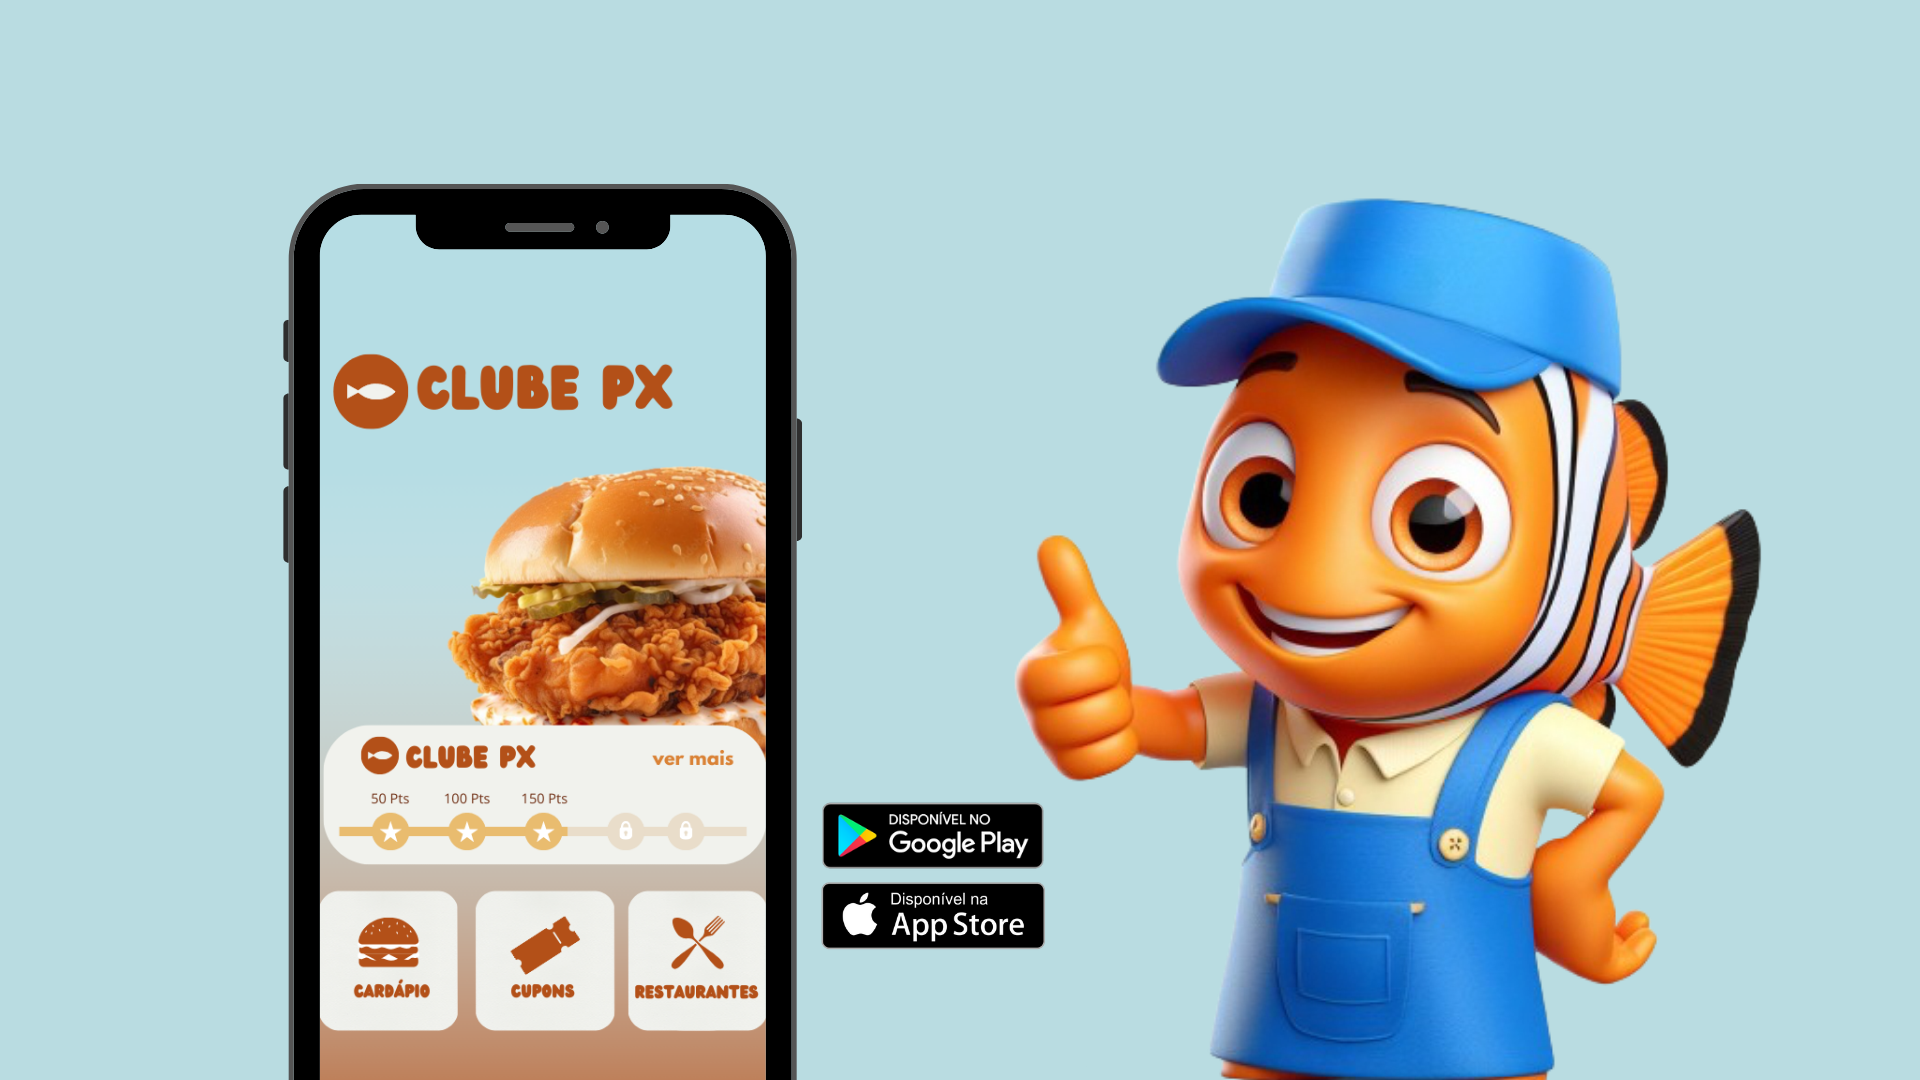 CLUBE PX
CLUBE PX
ver mais
50 Pts 100 Pts 150 Pts
CARDÁPIO
CUPONS
RESTAURANTES
DISPONÍVEL NO
Google Play
Disponível na
App Store